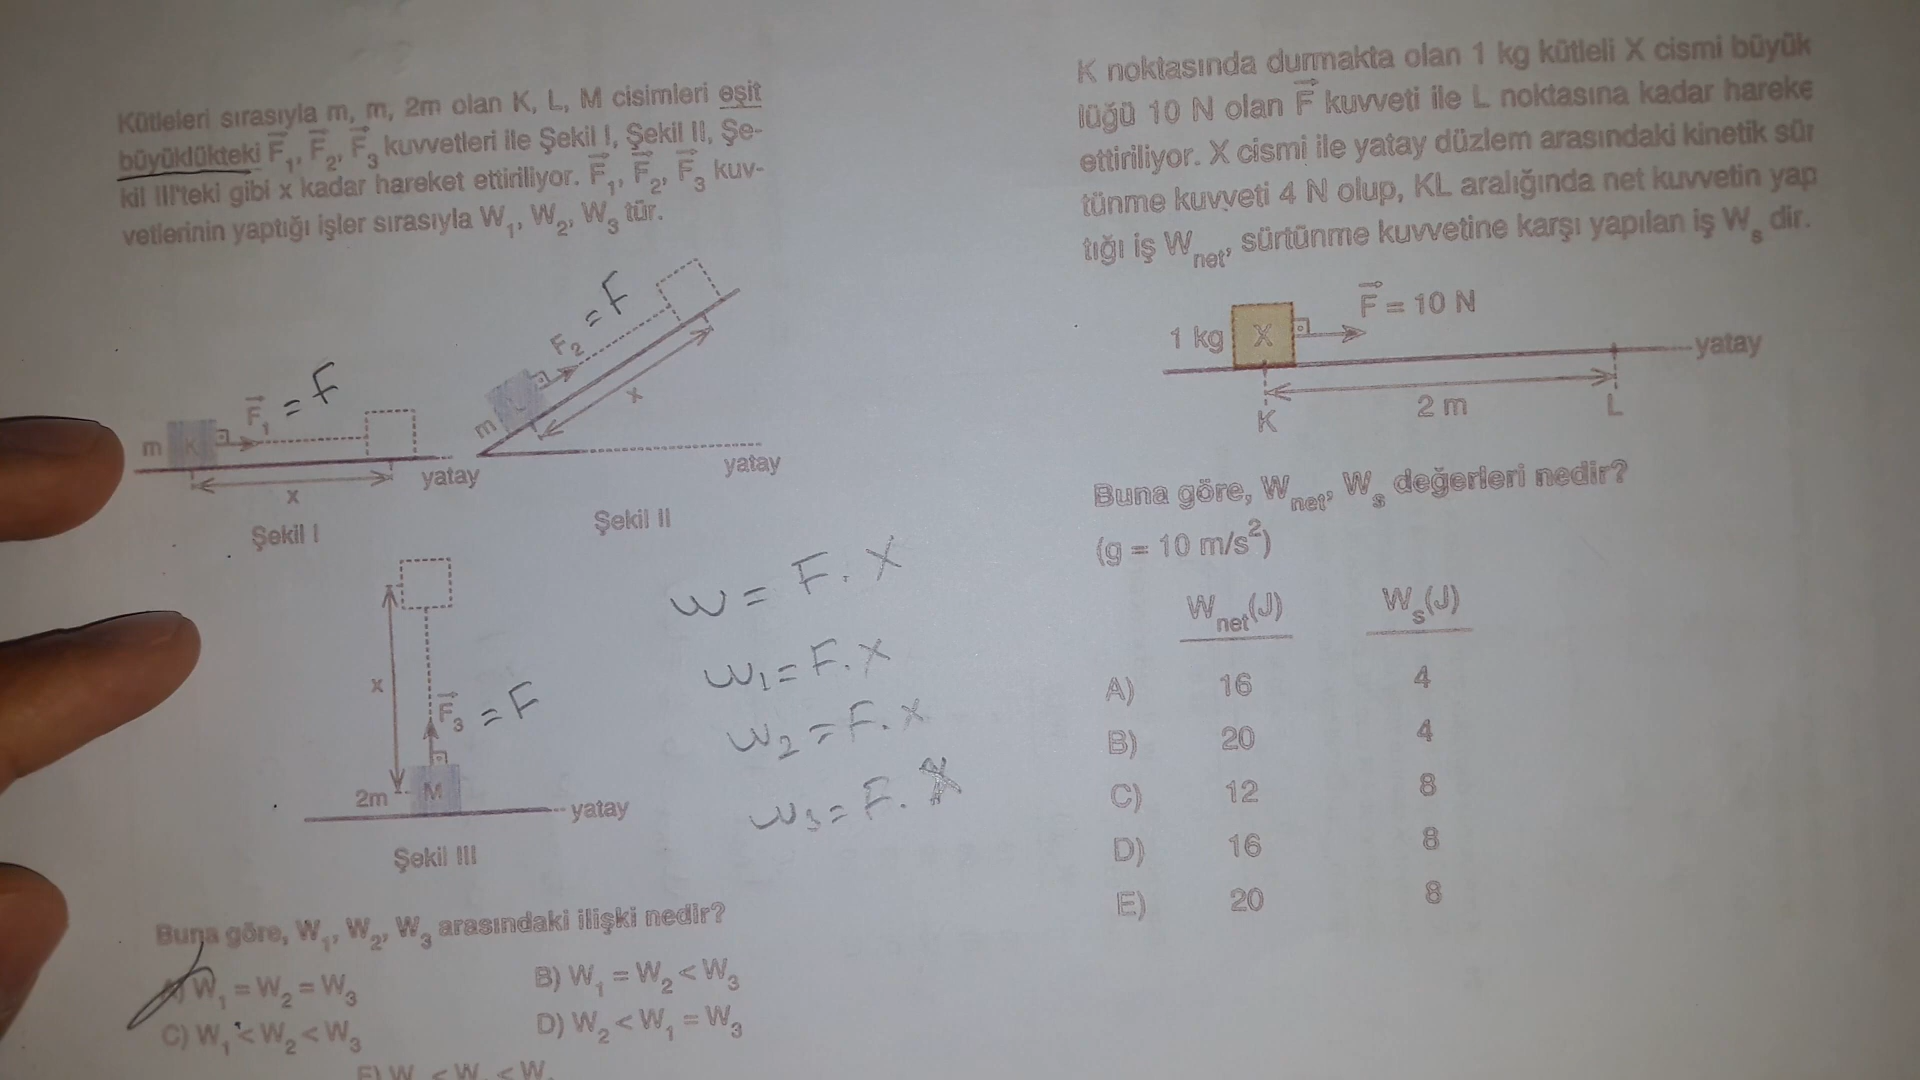 Kütleleri sırasıyla m, m, 2m olan K, L, M cisimleri eşit
büyüklükteki F₁, F₂, F₃ kuvvetleri ile Şekil I, Şekil II, Şe-
kil III'teki gibi x kadar hareket ettiriliyor. F₁, F₂, F₃ kuv-
vetlerinin yaptığı işler sırasıyla W₁, W₂, W₃ tür.
m K F₁ = F
x
yatay
Şekil I
m F₂ = F
x
yatay
Şekil II
x
F₃ = F
2m M
yatay
Şekil III
W = F. X
W₁ = F. X
W₂ = F. X
W₃ = F. X
Buna göre, W₁, W₂, W₃ arasındaki ilişki nedir?
W₁ = W₂ = W₃
B) W₁ = W₂ < W₃
C) W₁ < W₂ < W₃
D) W₂ < W₁ = W₃
K noktasında durmakta olan 1 kg kütleli X cismi büyük
lüğü 10 N olan F kuvveti ile L noktasına kadar hareke
ettiriliyor. X cismi ile yatay düzlem arasındaki kinetik sür
tünme kuvveti 4 N olup, KL aralığında net kuvvetin yap
tığı iş Wnet, sürtünme kuvvetine karşı yapılan iş Ws dir.
1 kg X F = 10 N
yatay
K 2 m L
Buna göre, Wnet, Ws değerleri nedir?
(g = 10 m/s²)
Wnet(J) Ws(J)
A) 16 4
B) 20 4
C) 12 8
D) 16 8
E) 20 8